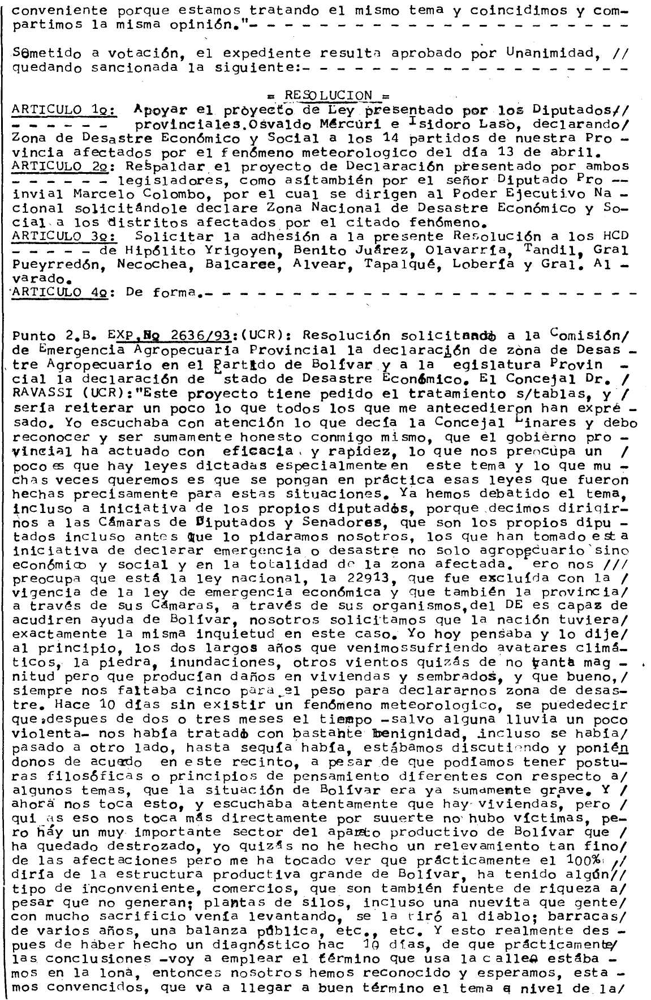 conveniente porque estamos tratando el mismo tema y coincidimos y com-
partimos la misma opinión."- - - - - - - - - - - - - - - - - - - - - -
Sometido a votación, el expediente resulta aprobado por Unanimidad, //
quedando sancionada la siguiente:- - - - - - - - - - - - - - - - - - -
= RESOLUCION =
ARTICULO 1º: Apoyar el proyecto de Ley presentado por los Diputados//
- - - - - - provinciales.Osvaldo Mércuri e Isidoro Laso, declarando/
Zona de Desastre Económico y Social a los 14 partidos de nuestra Pro -
vincia afectados por el fenómeno meteorologico del día 13 de abril.
ARTICULO 2º: Respaldar el proyecto de Declaración presentado por ambos
- - - - - - legisladores, como asítambién por el señor Diputado Pro --
invial Marcelo Colombo, por el cual se dirigen al Poder Ejecutivo Na -
cional solicitándole declare Zona Nacional de Desastre Económico y So-
cial a los distritos afectados por el citado fenómeno.
ARTICULO 3º: Solicitar la adhesión a la presente Resolución a los HCD
- - - - - de Hipólito Yrigoyen, Benito Juárez, Olavarría, Tandil, Gral
Pueyrredón, Necochea, Balcaree, Alvear, Tapalqué, Lobería y Gral. Al -
varado.
ARTICULO 4º: De forma.- - - - - - - - - - - - - - - - - - - - - - - -
Punto 2.B. EXP.Nº 2636/93:(UCR): Resolución solicitando a la Comisión/
de Emergencia Agropecuaria Provincial la declaración de zona de Desas -
tre Agropecuario en el Partido de Bolívar y a la egislatura Provin -
cial la declaración de Estado de Desastre Económico. El Concejal Dr. /
RAVASSI (UCR):"Este proyecto tiene pedido el tratamiento s/tablas, y /
sería reiterar un poco lo que todos los que me antecedieron han expre -
sado. Yo escuchaba con atención lo que decía la Concejal Linares y debo
reconocer y ser sumamente honesto conmigo mismo, que el gobierno pro -
vincial ha actuado con eficacia y rapidez, lo que nos preocupa un /
poco es que hay leyes dictadas especialmente en este tema y lo que mu -
chas veces queremos es que se pongan en práctica esas leyes que fueron
hechas precisamente para estas situaciones. Ya hemos debatido el tema,
incluso a iniciativa de los propios diputados, porque decimos dirigir-
nos a las Cámaras de Diputados y Senadores, que son los propios dipu -
tados incluso antes que lo pidaramos nosotros, los que han tomado esta
iniciativa de declarar emergencia o desastre no solo agropecuario sino
económico y social y en la totalidad de la zona afectada. ero nos ///
preocupa que está la ley nacional, la 22913, que fue excluída con la /
vigencia de la ley de emergencia económica y que también la provincia/
a través de sus Cámaras, a través de sus organismos,del DE es capaz de
acudiren ayuda de Bolívar, nosotros solicitamos que la nación tuviera/
exactamente la misma inquietud en este caso. Yo hoy pensaba y lo dije/
al principio, los dos largos años que venimossufriendo avatares climá-
ticos, la piedra, inundaciones, otros vientos quizás de no tanta mag -
nitud pero que producían daños en viviendas y sembrados, y que bueno,/
siempre nos faltaba cinco para el peso para declararnos zona de desas-
tre. Hace 10 días sin existir un fenómeno meteorologico, se puededecir
que despues de dos o tres meses el tiempo -salvo alguna lluvia un poco
violenta- nos había tratado con bastante benignidad, incluso se había/
pasado a otro lado, hasta sequía había, estábamos discutiendo y ponién
donos de acuerdo en este recinto, a pesar de que podíamos tener postu-
ras filosóficas o principios de pensamiento diferentes con respecto a/
algunos temas, que la situación de Bolívar era ya sumamente grave. Y /
ahora nos toca esto, y escuchaba atentamente que hay viviendas, pero /
qui as eso nos toca más directamente por suuerte no hubo víctimas, pe-
ro hay un muy importante sector del aparato productivo de Bolívar que /
ha quedado destrozado, yo quizás no he hecho un relevamiento tan fino/
de las afectaciones pero me ha tocado ver que prácticamente el 100% //
diría de la estructura productiva grande de Bolívar, ha tenido algún//
tipo de inconveniente, comercios, que son también fuente de riqueza a/
pesar que no generan; plantas de silos, incluso una nuevita que gente/
con mucho sacrificio venía levantando, se la tiró al diablo; barracas/
de varios años, una balanza pública, etc., etc. Y esto realmente des -
pues de haber hecho un diagnóstico hac 10 días, de que prácticamente/
las conclusiones -voy a emplear el término que usa la calle- estába -
mos en la lona, entonces nosotros hemos reconocido y esperamos, esta -
mos convencidos, que va a llegar a buen término el tema a nivel de la/